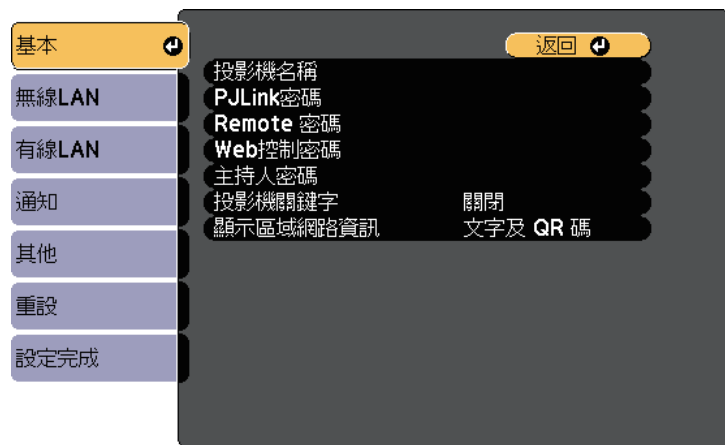 基本
無線LAN
有線LAN
通知
其他
重設
設定完成
返回
投影機名稱
PJLink密碼
Remote 密碼
Web控制密碼
主持人密碼
投影機關鍵字 關閉
顯示區域網路資訊 文字及 QR 碼